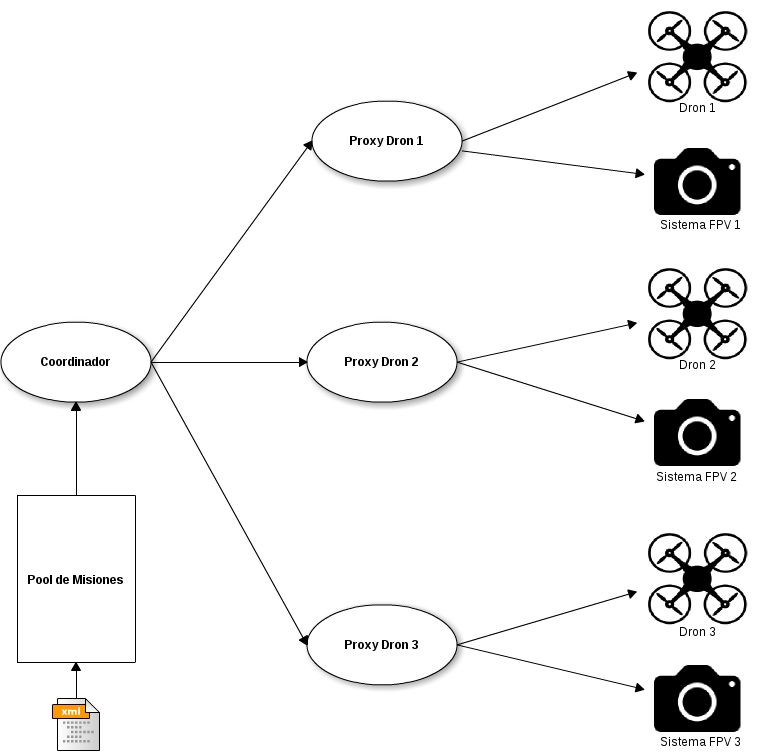 Dron 1
Proxy Dron 1
Sistema FPV 1
Coordinador
Proxy Dron 2
Dron 2
Sistema FPV 2
Pool de Misiones
Proxy Dron 3
Dron 3
xml
Sistema FPV 3